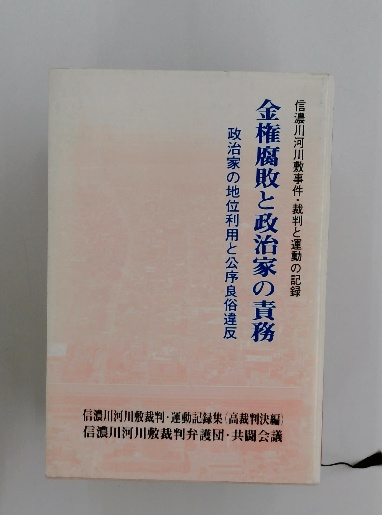 信濃川河川敷事件・裁判と運動の記録
金権腐敗と政治家の責務
政治家の地位利用と公序良俗違反
信濃川河川敷裁判・運動記録集(高裁判決編)
信濃川河川敷裁判弁護団・共闘会議